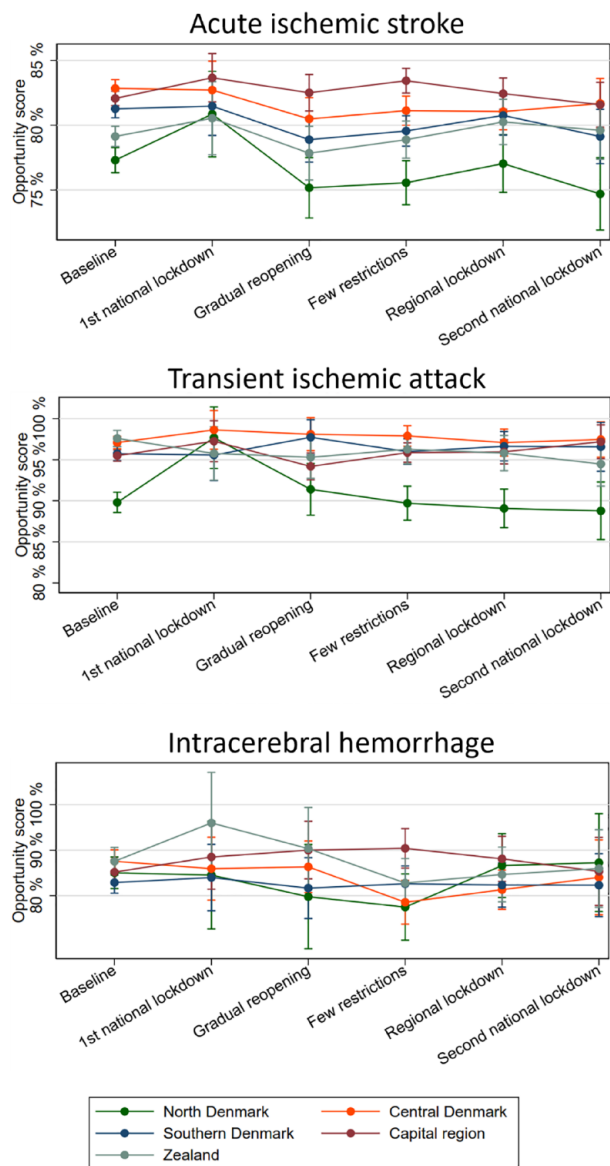 Acute ischemic stroke
Opportunity score
85 %
80 %
75 %
Baseline
1st national lockdown
Gradual reopening
Few restrictions
Regional lockdown
Second national lockdown
Transient ischemic attack
Opportunity score
100 %
95 %
90 %
85 %
80 %
Baseline
1st national lockdown
Gradual reopening
Few restrictions
Regional lockdown
Second national lockdown
Intracerebral hemorrhage
Opportunity score
100 %
90 %
80 %
Baseline
1st national lockdown
Gradual reopening
Few restrictions
Regional lockdown
Second national lockdown
North Denmark Central Denmark
Southern Denmark Capital region
Zealand